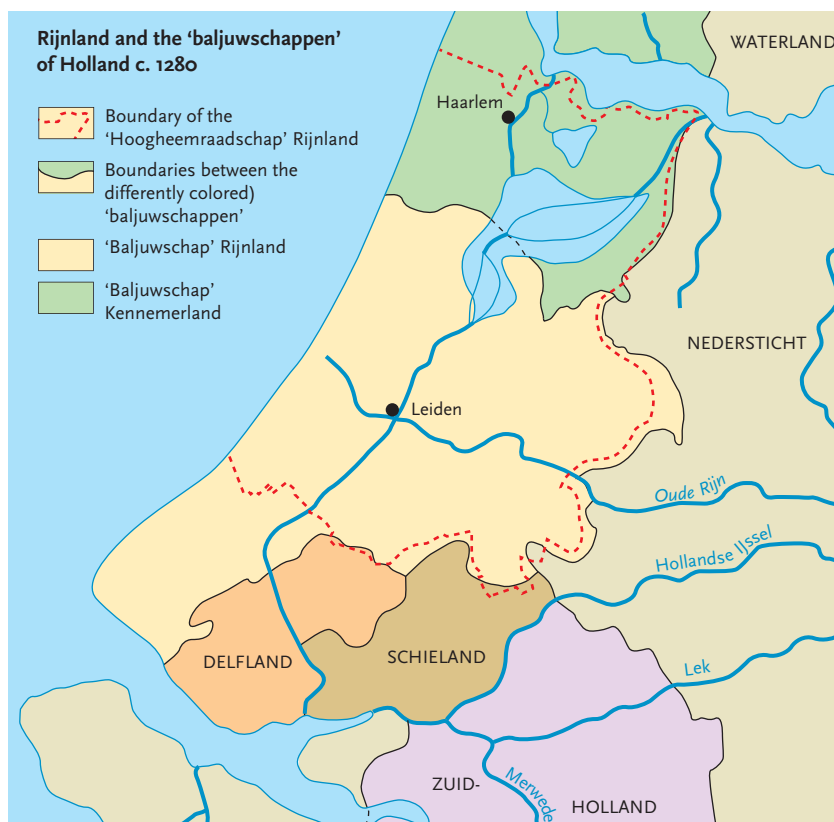 Rijnland and the ‘baljuwschappen’
of Holland c. 1280
Boundary of the
‘Hoogheemraadschap’ Rijnland
Boundaries between the
differently colored)
‘baljuwschappen’
‘Baljuwschap’ Rijnland
‘Baljuwschap’
Kennemerland
WATERLAND
Haarlem
NEDERSTICHT
Leiden
Oude Rijn
Hollandse IJssel
DELFLAND
SCHIELAND
Lek
ZUID-
Merwede
HOLLAND